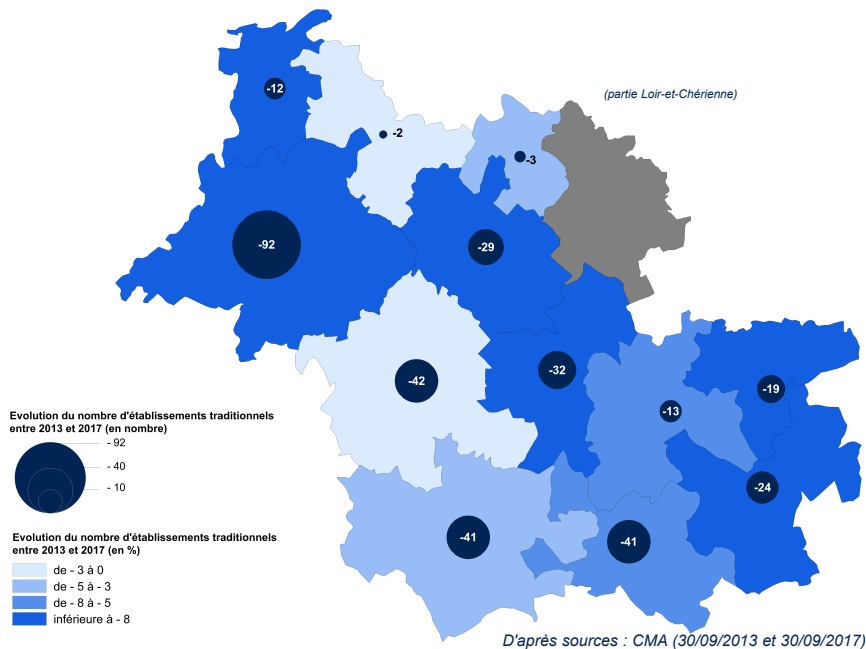 (partie Loir-et-Chérienne)
-12
-2
-3
-92
-29
-42
-32
-19
-13
-24
-41
-41
Evolution du nombre d'établissements traditionnels
entre 2013 et 2017 (en nombre)
- 92
- 40
- 10
Evolution du nombre d'établissements traditionnels
entre 2013 et 2017 (en %)
de - 3 à 0
de - 5 à - 3
de - 8 à - 5
inférieure à - 8
D'après sources : CMA (30/09/2013 et 30/09/2017)